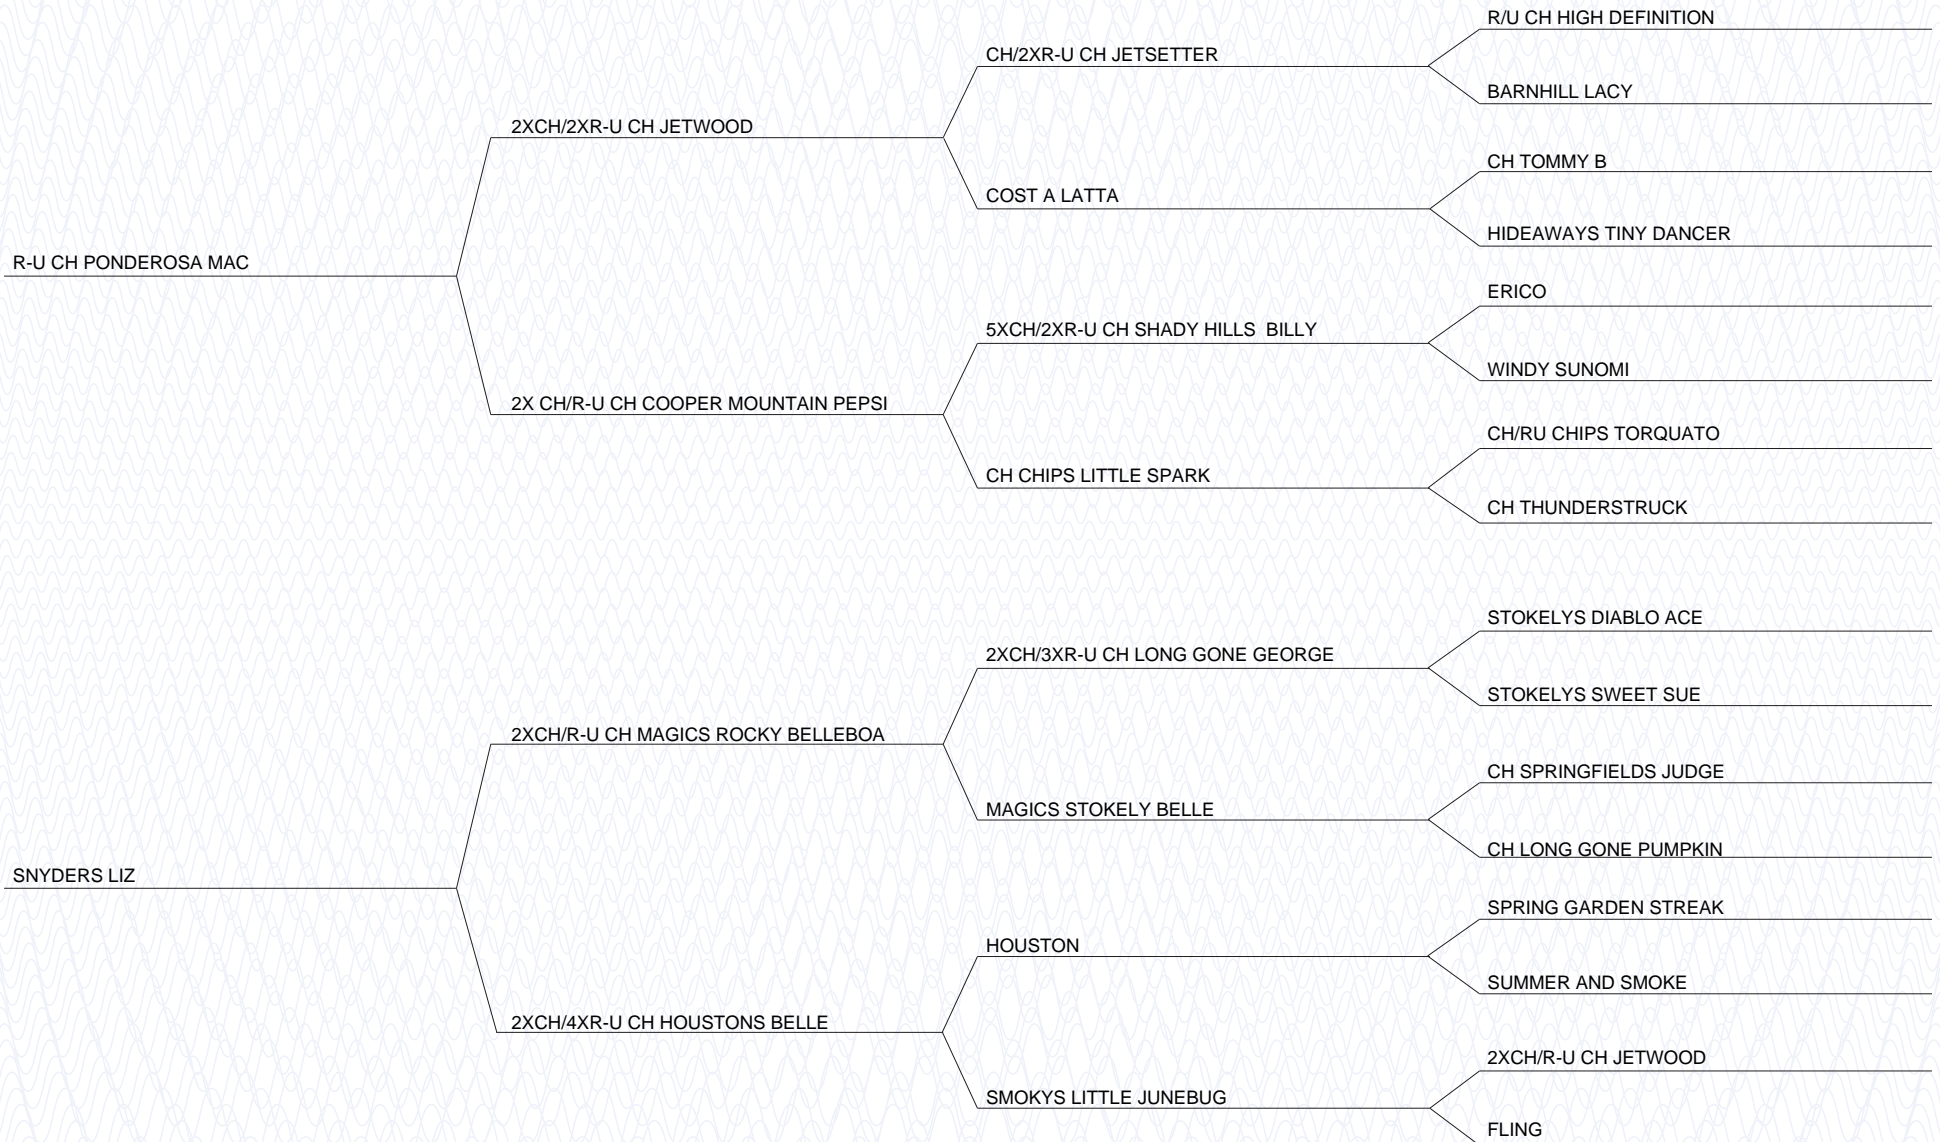 R/U CH HIGH DEFINITION
CH/2XR-U CH JETSETTER
BARNHILL LACY
2XCH/2XR-U CH JETWOOD
CH TOMMY B
COST A LATTA
HIDEAWAYS TINY DANCER
R-U CH PONDEROSA MAC
ERICO
5XCH/2XR-U CH SHADY HILLS  BILLY
WINDY SUNOMI
2X CH/R-U CH COOPER MOUNTAIN PEPSI
CH/RU CHIPS TORQUATO
CH CHIPS LITTLE SPARK
CH THUNDERSTRUCK
STOKELYS DIABLO ACE
2XCH/3XR-U CH LONG GONE GEORGE
STOKELYS SWEET SUE
2XCH/R-U CH MAGICS ROCKY BELLEBOA
CH SPRINGFIELDS JUDGE
MAGICS STOKELY BELLE
CH LONG GONE PUMPKIN
SNYDERS LIZ
SPRING GARDEN STREAK
HOUSTON
SUMMER AND SMOKE
2XCH/4XR-U CH HOUSTONS BELLE
2XCH/R-U CH JETWOOD
SMOKYS LITTLE JUNEBUG
FLING